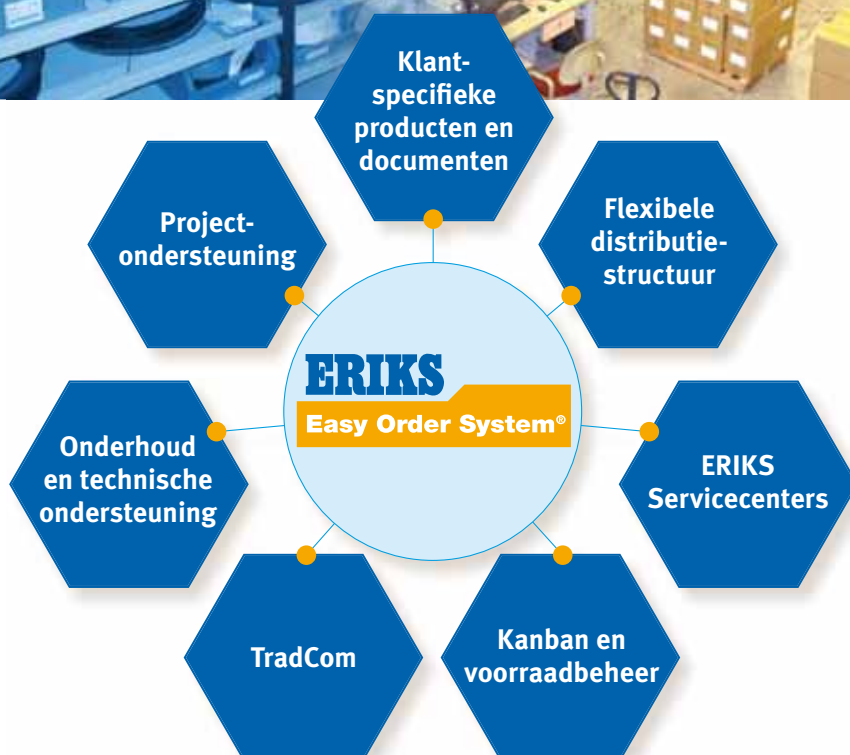 Klant-
specifieke
producten en
documenten
Project-
ondersteuning
Flexibele
distributie-
structuur
ERIKS
Easy Order System®
Onderhoud
en technische
ondersteuning
ERIKS
Servicecenters
TradCom
Kanban en
voorraadbeheer